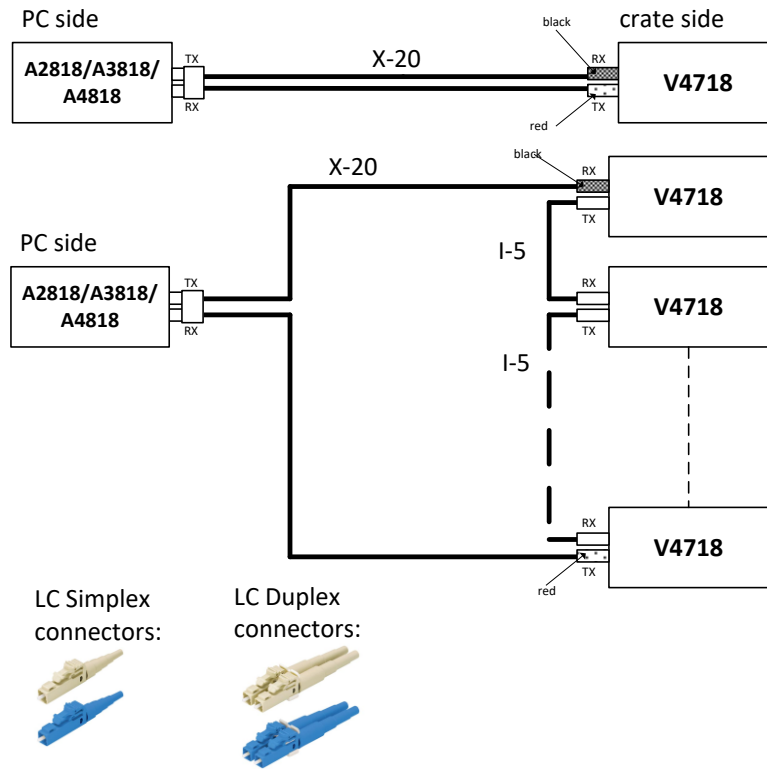 PC side
crate side
black
TX
X-20
RX
A2818/A3818/
A4818
V4718
RX
TX
red
black
X-20
RX
V4718
TX
PC side
I-5
TX
RX
A2818/A3818/
A4818
V4718
RX
TX
I-5
RX
V4718
TX
red
LC Simplex
connectors:
LC Duplex
connectors: